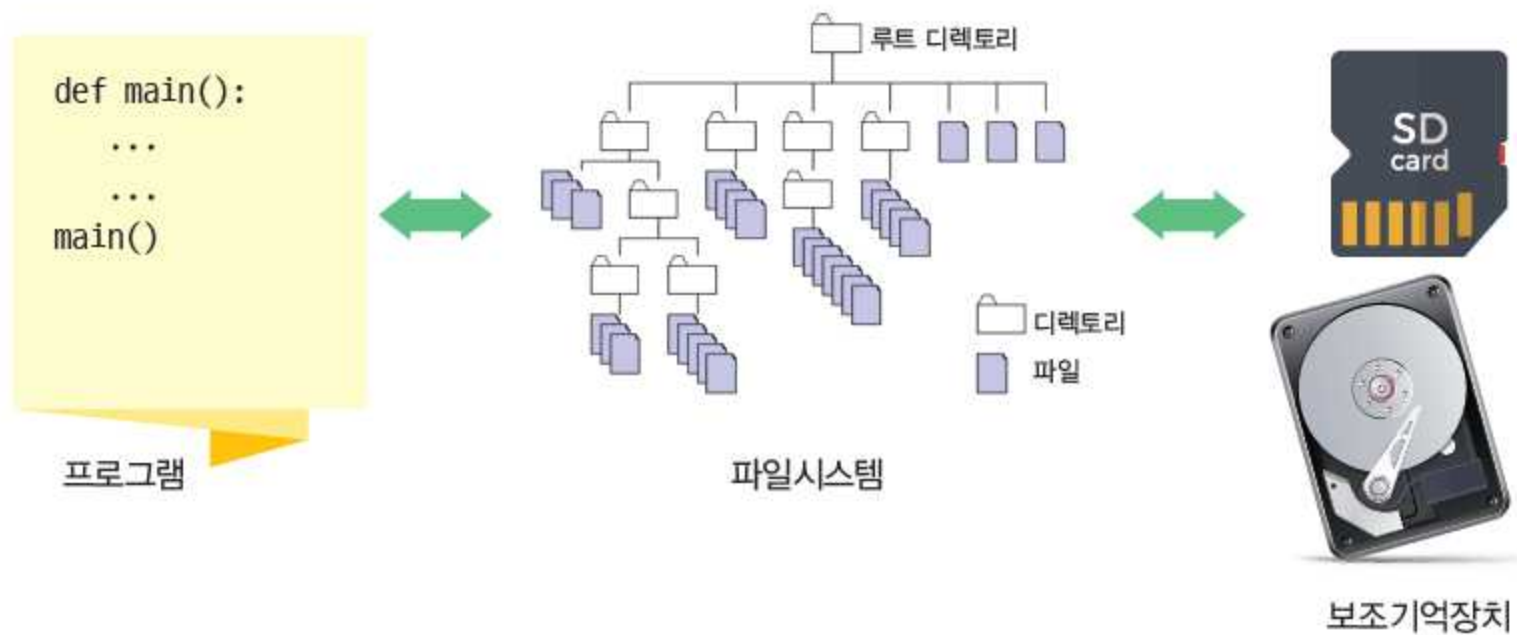 def main():
...
...
main()
프로그램
루트 디렉토리
디렉토리
파일
파일시스템
SD
card
보조기억장치